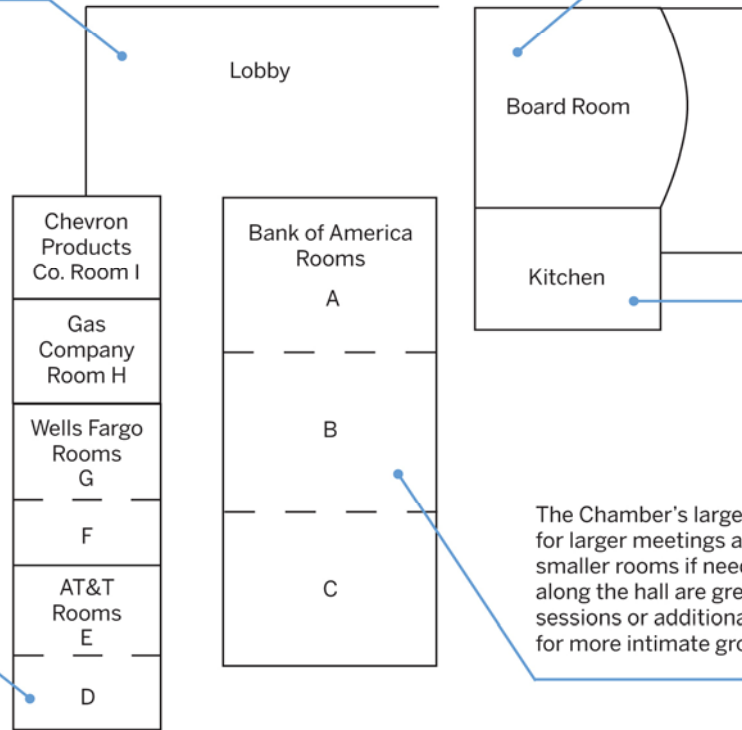 Lobby
Board Room
Chevron
Products
Co. Room I
Bank of America
Rooms
A
Kitchen
Gas
Company
Room H
Wells Fargo
Rooms
G
B
F
The Chamber’s large
for larger meetings a
smaller rooms if need
along the hall are gre
sessions or additiona
for more intimate gro
AT&T
Rooms
E
C
D